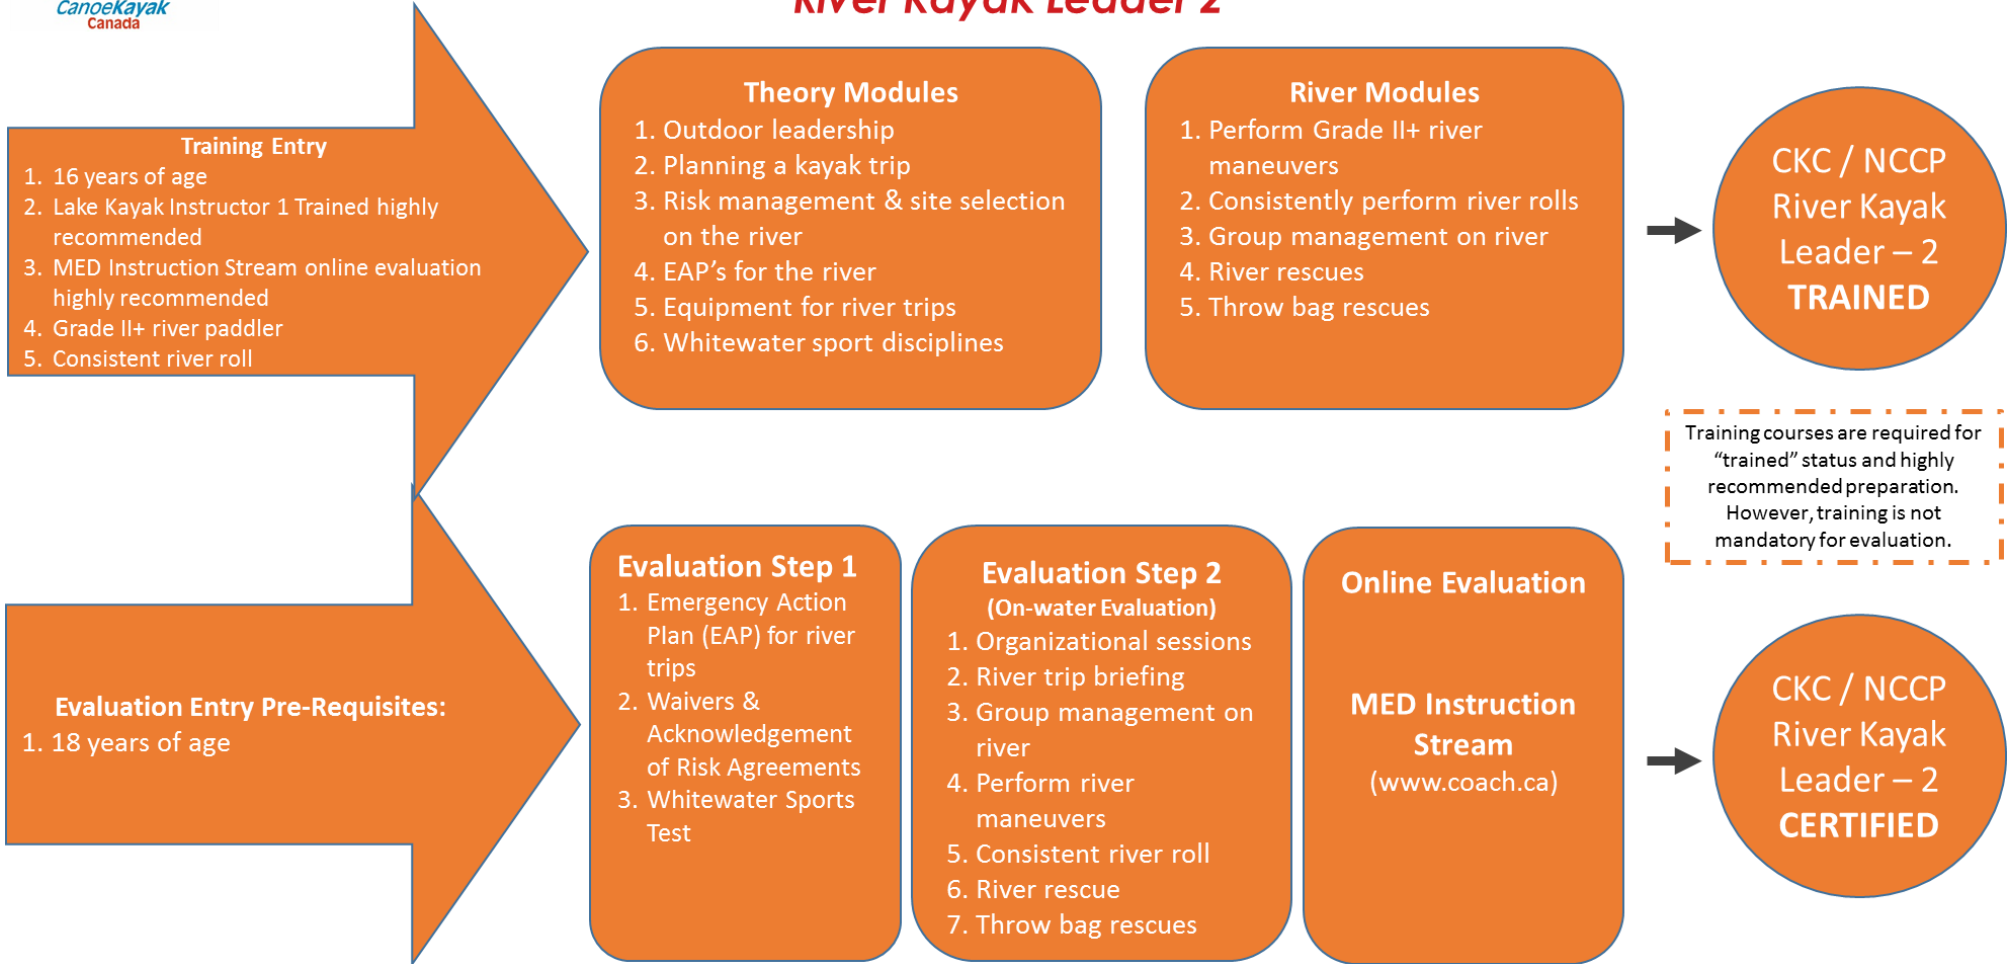 CanoeKayak
Canada
River Kayak Leader 2
Training Entry
1. 16 years of age
2. Lake Kayak Instructor 1 Trained highly
recommended
3. MED Instruction Stream online evaluation
highly recommended
4. Grade II+ river paddler
5. Consistent river roll
Theory Modules
1. Outdoor leadership
2. Planning a kayak trip
3. Risk management & site selection
on the river
4. EAP’s for the river
5. Equipment for river trips
6. Whitewater sport disciplines
River Modules
1. Perform Grade II+ river
maneuvers
2. Consistently perform river rolls
3. Group management on river
4. River rescues
5. Throw bag rescues
CKC / NCCP
River Kayak
Leader – 2
TRAINED
Training courses are required for
“trained” status and highly
recommended preparation.
However, training is not
mandatory for evaluation.
Evaluation Entry Pre-Requisites:
1. 18 years of age
Evaluation Step 1
1. Emergency Action
Plan (EAP) for river
trips
2. Waivers &
Acknowledgement
of Risk Agreements
3. Whitewater Sports
Test
Evaluation Step 2
(On-water Evaluation)
1. Organizational sessions
2. River trip briefing
3. Group management on
river
4. Perform river
maneuvers
5. Consistent river roll
6. River rescue
7. Throw bag rescues
Online Evaluation
MED Instruction
Stream
(www.coach.ca)
CKC / NCCP
River Kayak
Leader – 2
CERTIFIED